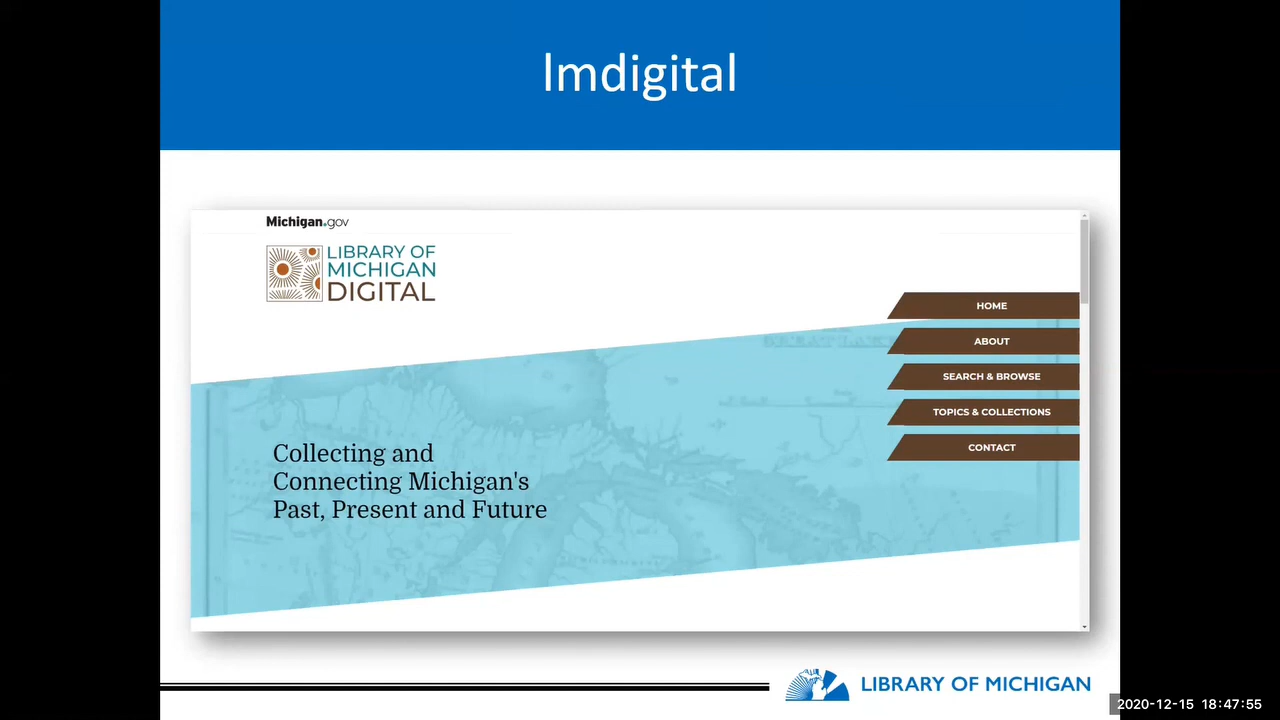 lmdigital
Michigan.gov
LIBRARY OF
MICHIGAN
DIGITAL
HOME
ABOUT
SEARCH & BROWSE
TOPICS & COLLECTIONS
CONTACT
Collecting and
Connecting Michigan's
Past, Present and Future
LIBRARY OF MICHIGAN
2020-12-15 18:47:55